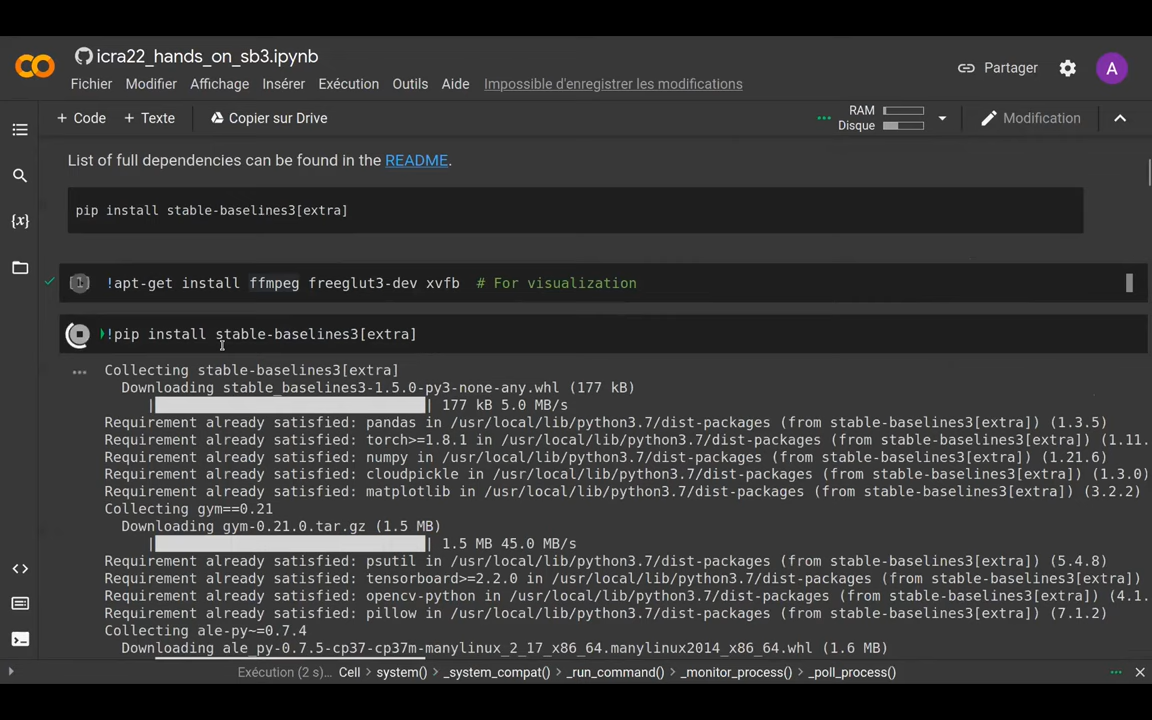 icra22_hands_on_sb3.ipynb
Partager
A
Fichier Modifier Affichage Insérer Exécution Outils Aide Impossible d'enregistrer les modifications
+ Code + Texte Copier sur Drive
RAM
Disque
Modification
List of full dependencies can be found in the README.
pip install stable-baselines3[extra]
!apt-get install ffmpeg freeglut3-dev xvfb # For visualization
!pip install stable-baselines3[extra]
Collecting stable-baselines3[extra]
Downloading stable_baselines3-1.5.0-py3-none-any.whl (177 kB)
| | 177 kB 5.0 MB/s
Requirement already satisfied: pandas in /usr/local/lib/python3.7/dist-packages (from stable-baselines3[extra]) (1.3.5)
Requirement already satisfied: torch>=1.8.1 in /usr/local/lib/python3.7/dist-packages (from stable-baselines3[extra]) (1.11.
Requirement already satisfied: numpy in /usr/local/lib/python3.7/dist-packages (from stable-baselines3[extra]) (1.21.6)
Requirement already satisfied: cloudpickle in /usr/local/lib/python3.7/dist-packages (from stable-baselines3[extra]) (1.3.0)
Requirement already satisfied: matplotlib in /usr/local/lib/python3.7/dist-packages (from stable-baselines3[extra]) (3.2.2)
Collecting gym==0.21
Downloading gym-0.21.0.tar.gz (1.5 MB)
| | 1.5 MB 45.0 MB/s
Requirement already satisfied: psutil in /usr/local/lib/python3.7/dist-packages (from stable-baselines3[extra]) (5.4.8)
Requirement already satisfied: tensorboard>=2.2.0 in /usr/local/lib/python3.7/dist-packages (from stable-baselines3[extra])
Requirement already satisfied: opencv-python in /usr/local/lib/python3.7/dist-packages (from stable-baselines3[extra]) (4.1.
Requirement already satisfied: pillow in /usr/local/lib/python3.7/dist-packages (from stable-baselines3[extra]) (7.1.2)
Collecting ale-py~=0.7.4
Downloading ale_py-0.7.5-cp37-cp37m-manylinux_2_17_x86_64.manylinux2014_x86_64.whl (1.6 MB)
Exécution (2 s)... Cell > system() > _system_compat() > _run_command() > _monitor_process() > _poll_process()